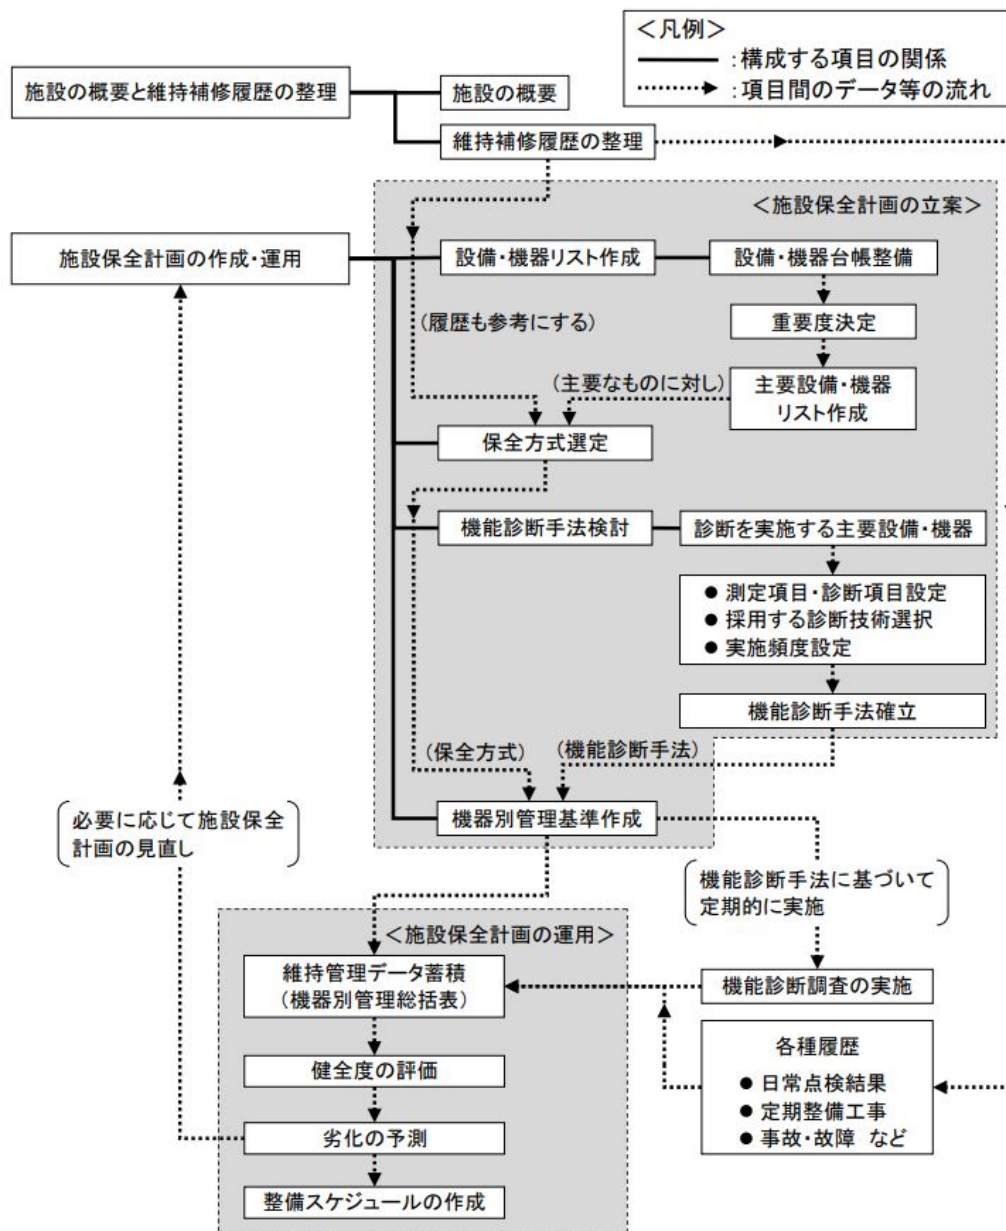 ＜凡例＞
：構成する項目の関係
：項目間のデータ等の流れ
施設の概要と維持補修履歴の整理
施設の概要
維持補修履歴の整理
＜施設保全計画の立案＞
施設保全計画の作成・運用
設備・機器リスト作成
設備・機器台帳整備
（履歴も参考にする）
重要度決定
（主要なものに対し）
主要設備・機器
リスト作成
保全方式選定
機能診断手法検討
診断を実施する主要設備・機器
● 測定項目・診断項目設定
● 採用する診断技術選択
● 実施頻度設定
機能診断手法確立
（保全方式）
（機能診断手法）
機器別管理基準作成
必要に応じて施設保全
計画の見直し
機能診断手法に基づいて
定期的に実施
＜施設保全計画の運用＞
維持管理データ蓄積
（機器別管理総括表）
機能診断調査の実施
各種履歴
● 日常点検結果
● 定期整備工事
● 事故・故障 など
健全度の評価
劣化の予測
整備スケジュールの作成